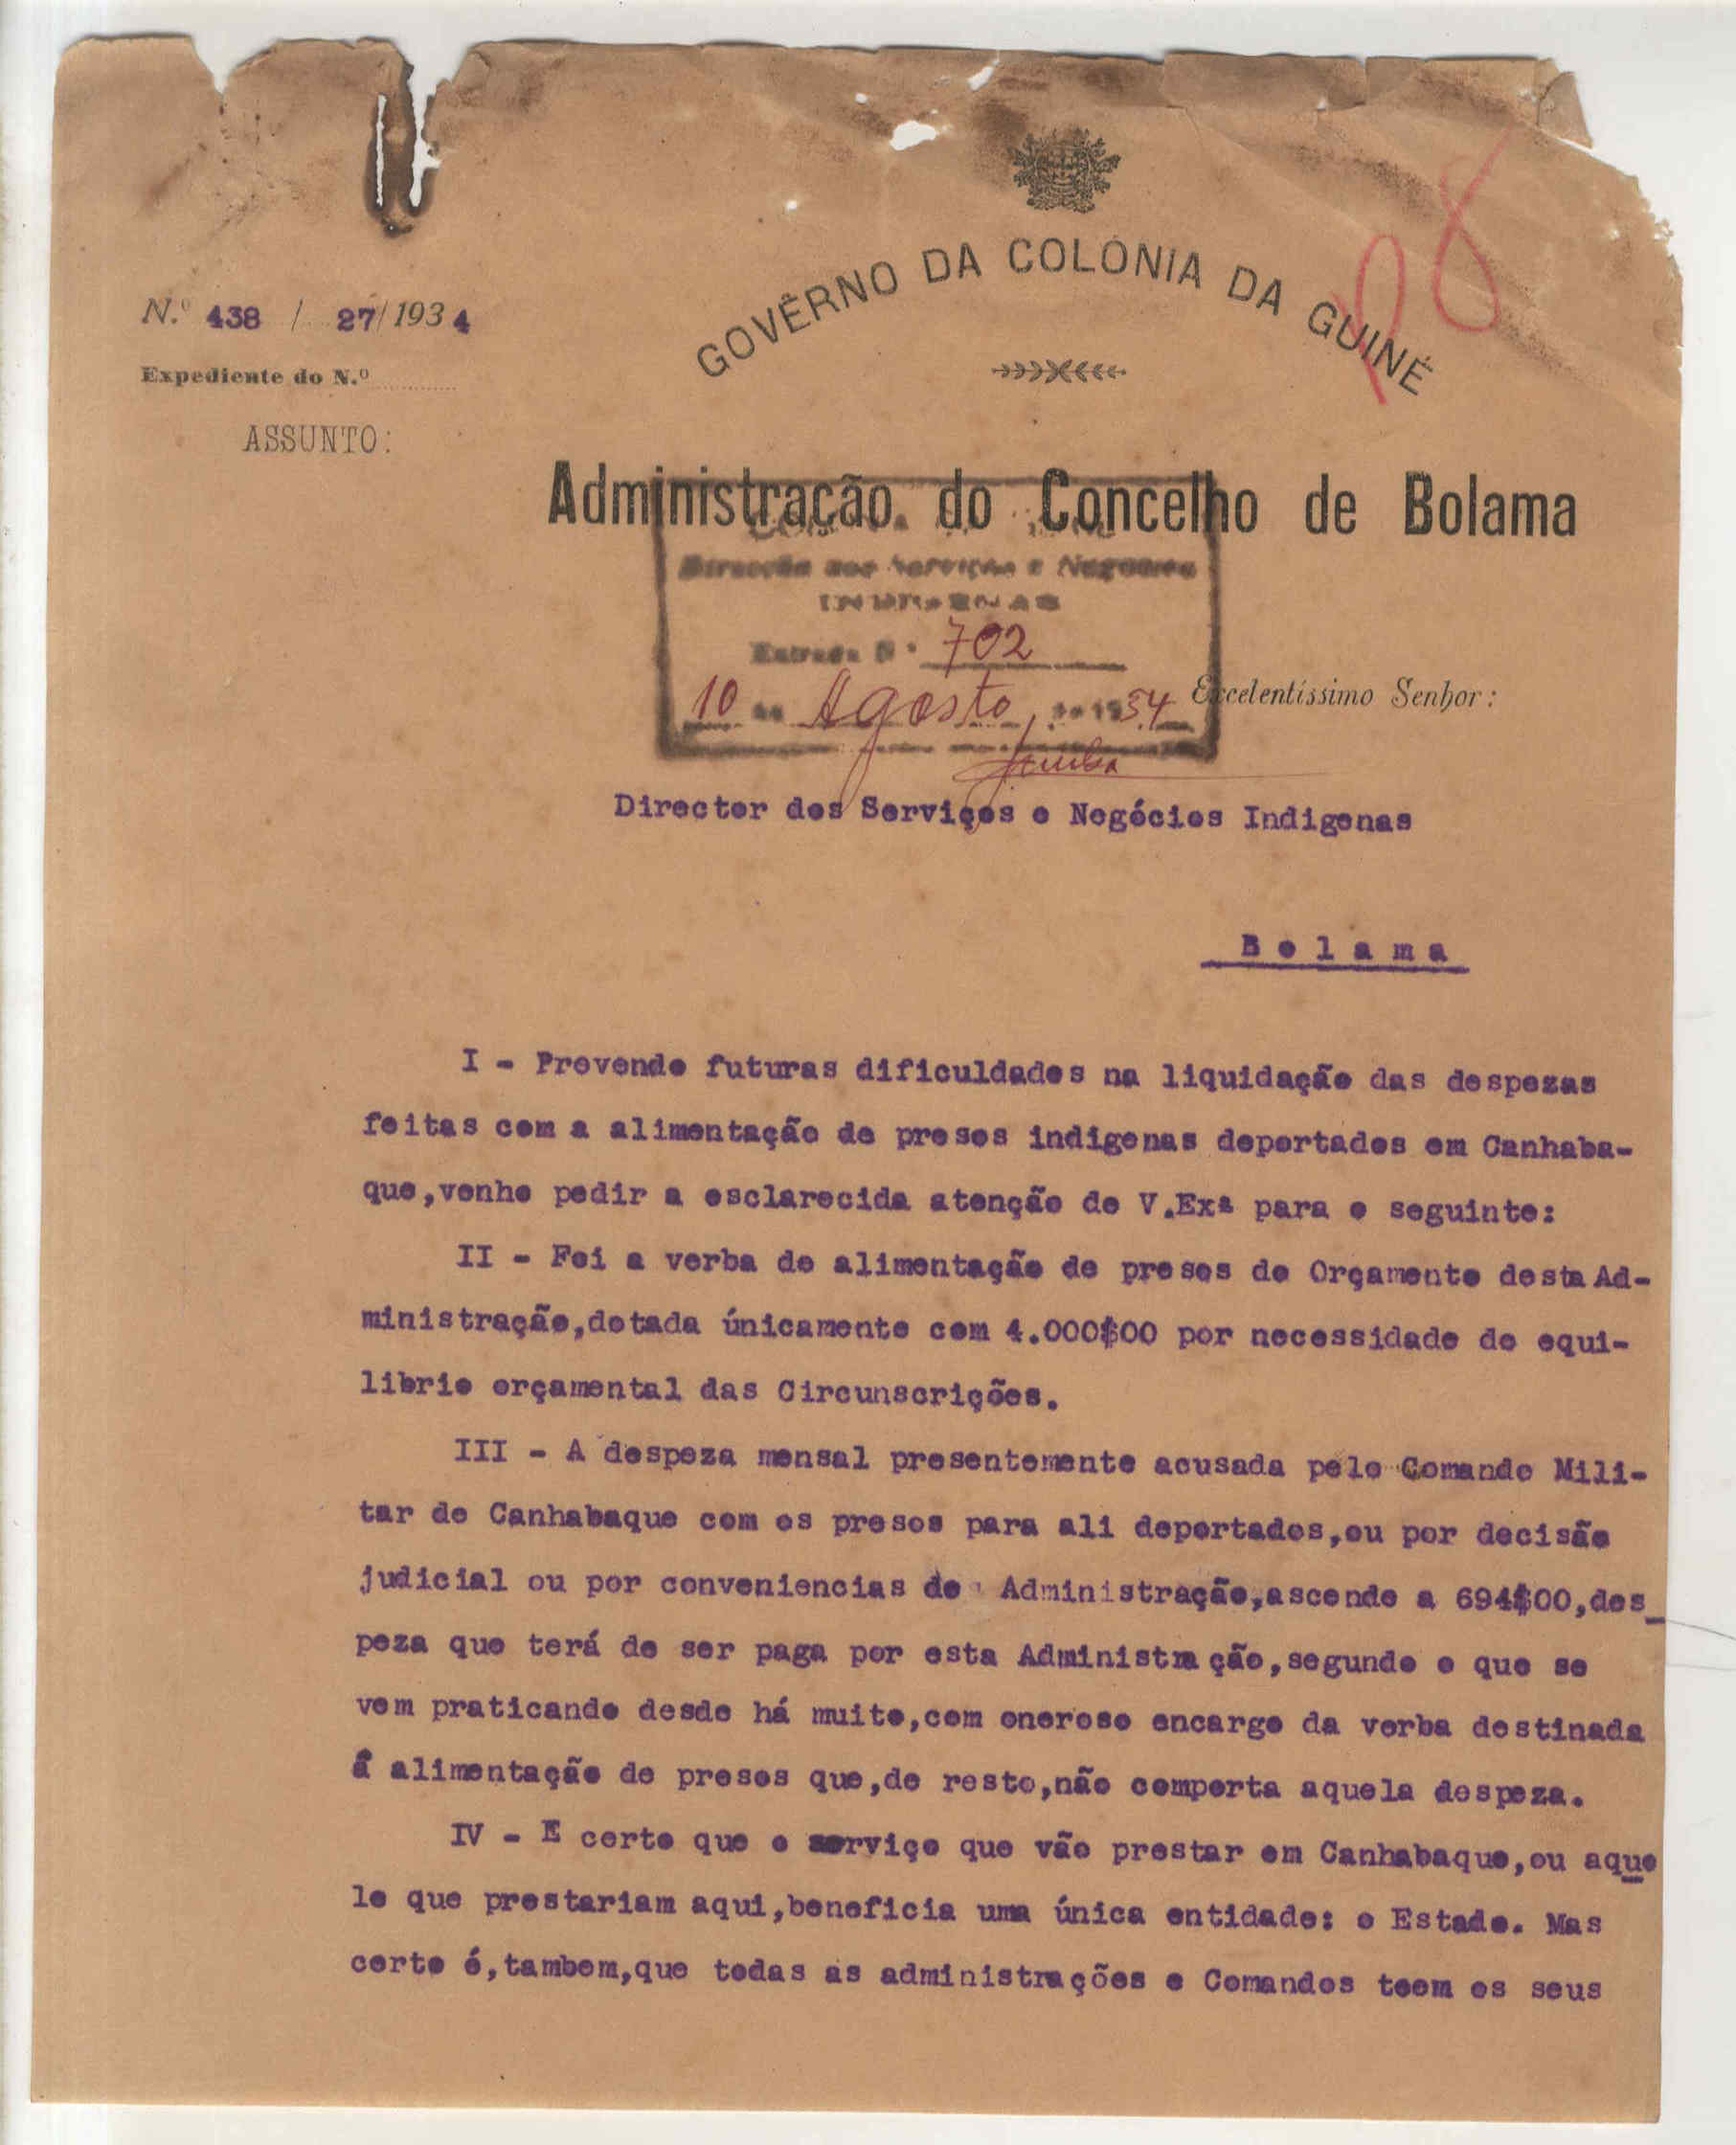 98
GOVÊRNO DA COLÓNIA DA GUINÉ
N.º 438 / 27/1934
Expediente do N.º
ASSUNTO:
Administração do Concelho de Bolama
Direcção dos Serviços e Negocios
INDIGENAS
Entrada N.º 702
10 de Agosto de 1934
Excelentíssimo Senhor:
Director dos Serviços e Negócios Indigenas
Bolama
I - Prevendo futuras dificuldades na liquidação das despezas
feitas com a alimentação de presos indigenas deportados em Canhaba-
que,venho pedir a esclarecida atenção de V.Exª para o seguinte:
II - Foi a verba de alimentação de presos do Orçamento desta Ad-
ministração,dotada únicamente com 4.000$00 por necessidade de equi-
librio orçamental das Circunscrições.
III - A despeza mensal presentemente acusada pelo Comando Mili-
tar de Canhabaque com os presos para ali deportados,ou por decisão
judicial ou por conveniencias de Administração,ascende a 694$00,des_
peza que terá de ser paga por esta Administração,segundo o que se
vem praticando desde há muito,com oneroso encargo da verba destinada
á alimentação de presos que,de resto,não comporta aquela despeza.
IV - E certo que o serviço que vão prestar em Canhabaque,ou aque
le que prestariam aqui,beneficia uma única entidade: o Estado. Mas
certo é,tambem,que todas as administrações e Comandos teem os seus